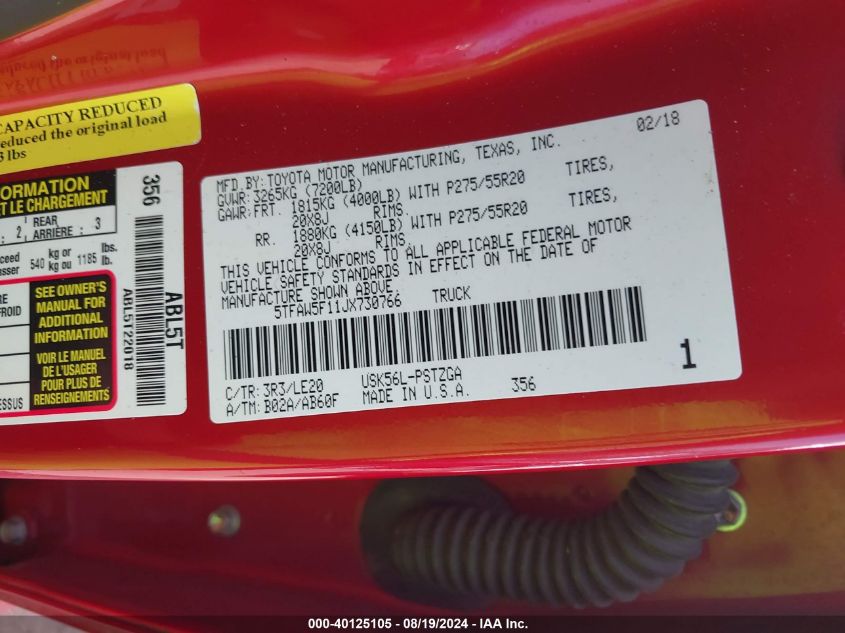 CAPACITY REDUCED
reduced the original load
3 lbs
FORMATION
ET LE CHARGEMENT
: 2, REAR
ARRIÈRE : 3
540 kg or
kg ou 1185 lbs.
lb.
SEE OWNER'S
MANUAL FOR
ADDITIONAL
INFORMATION
VOIR LE MANUEL
DE L'USAGER
POUR PLUS DE
RENSEIGNEMENTS
356
ABL5T22018
ABL5T
MFD.BY:TOYOTA MOTOR MANUFACTURING, TEXAS, INC. 02/18
GVWR:3265KG (7200LB)
GAWR:FRT. 1815KG (4000LB) WITH P275/55R20 TIRES,
20X8J RIMS.
RR. 1880KG (4150LB) WITH P275/55R20 TIRES,
20X8J RIMS.
THIS VEHICLE CONFORMS TO ALL APPLICABLE FEDERAL MOTOR
VEHICLE SAFETY STANDARDS IN EFFECT ON THE DATE OF
MANUFACTURE SHOWN ABOVE.
5TFAW5F11JX730766 TRUCK
C/TR:3R3/LE20 USK56L-PSTZGA 1
A/TM:B02A/AB60F MADE IN U.S.A. 356
000-40125105 - 08/19/2024 - IAA Inc.